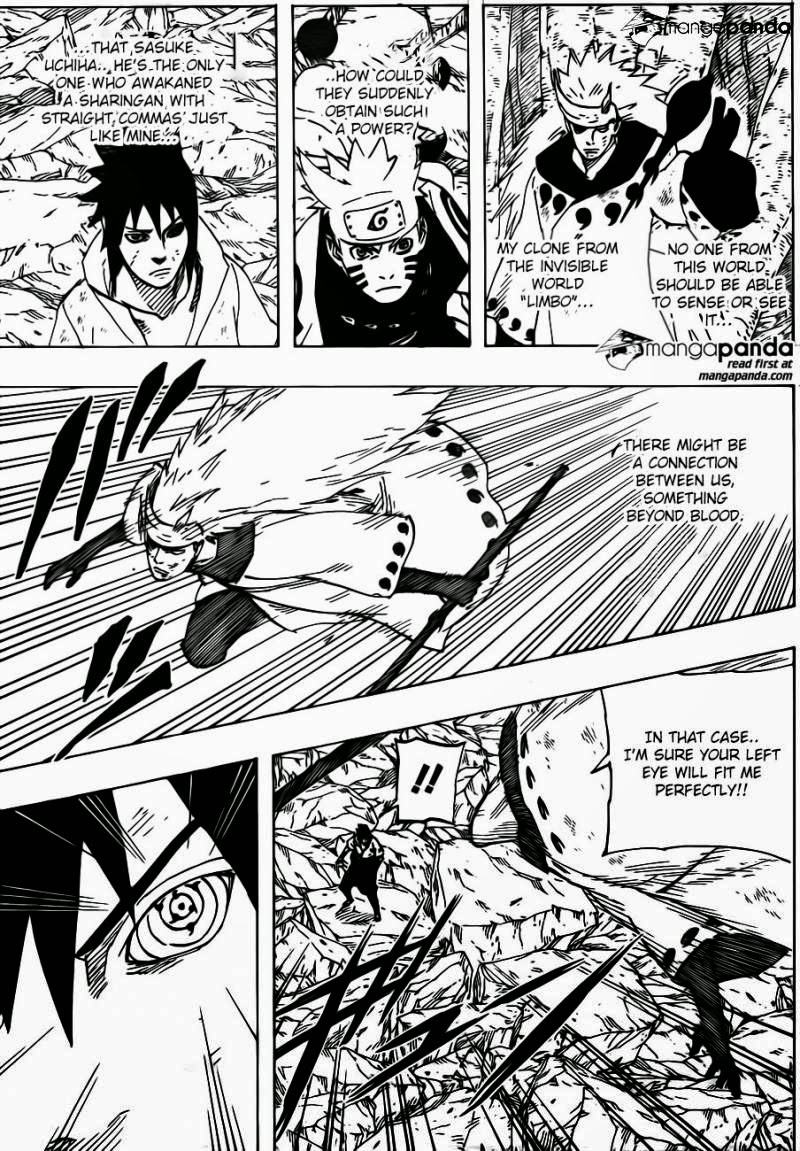 mangapanda
NO ONE FROM
THIS WORLD
SHOULD BE ABLE
TO SENSE OR SEE
IT...
MY CLONE FROM
THE INVISIBLE
WORLD
"LIMBO"...
..HOW COULD
THEY SUDDENLY
OBTAIN SUCH
A POWER?
...THAT SASUKE
UCHIHA.. HE'S THE ONLY
ONE WHO AWAKANED
A SHARINGAN WITH
'STRAIGHT COMMAS' JUST
LIKE MINE...
mangapanda
read first at
mangapanda.com
THERE MIGHT BE
A CONNECTION
BETWEEN US,
SOMETHING
BEYOND BLOOD.
IN THAT CASE..
I'M SURE YOUR LEFT
EYE WILL FIT ME
PERFECTLY!!
!!